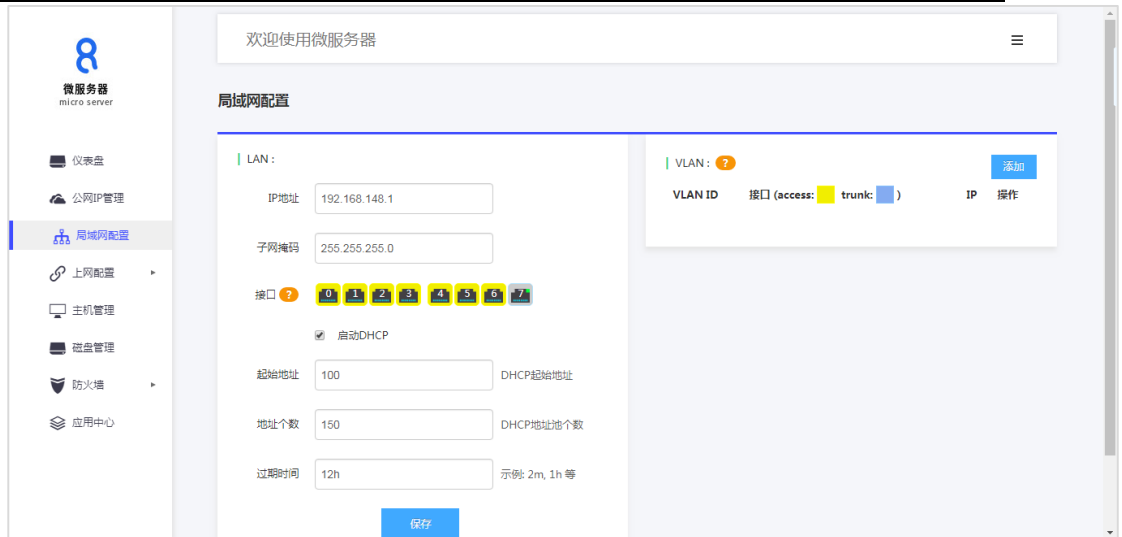 微服务器
micro server
仪表盘
公网IP管理
局域网配置
上网配置
主机管理
磁盘管理
防火墙
应用中心
欢迎使用微服务器
局域网配置
LAN :
IP地址 192.168.148.1
子网掩码 255.255.255.0
接口 ? 0 1 2 3 4 5 6 7
启动DHCP
起始地址 100 DHCP起始地址
地址个数 150 DHCP地址池个数
过期时间 12h 示例: 2m, 1h 等
保存
VLAN : ? 添加
VLAN ID 接口 (access: trunk: ) IP 操作